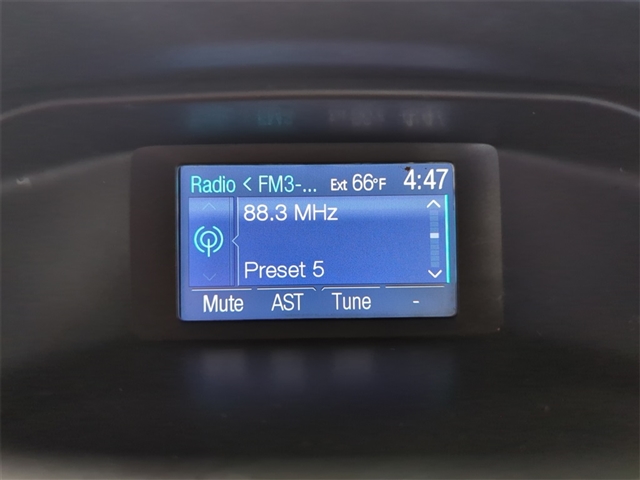 Radio < FM3-... Ext 66°F 4:47
88.3 MHz
Preset 5
Mute AST Tune -